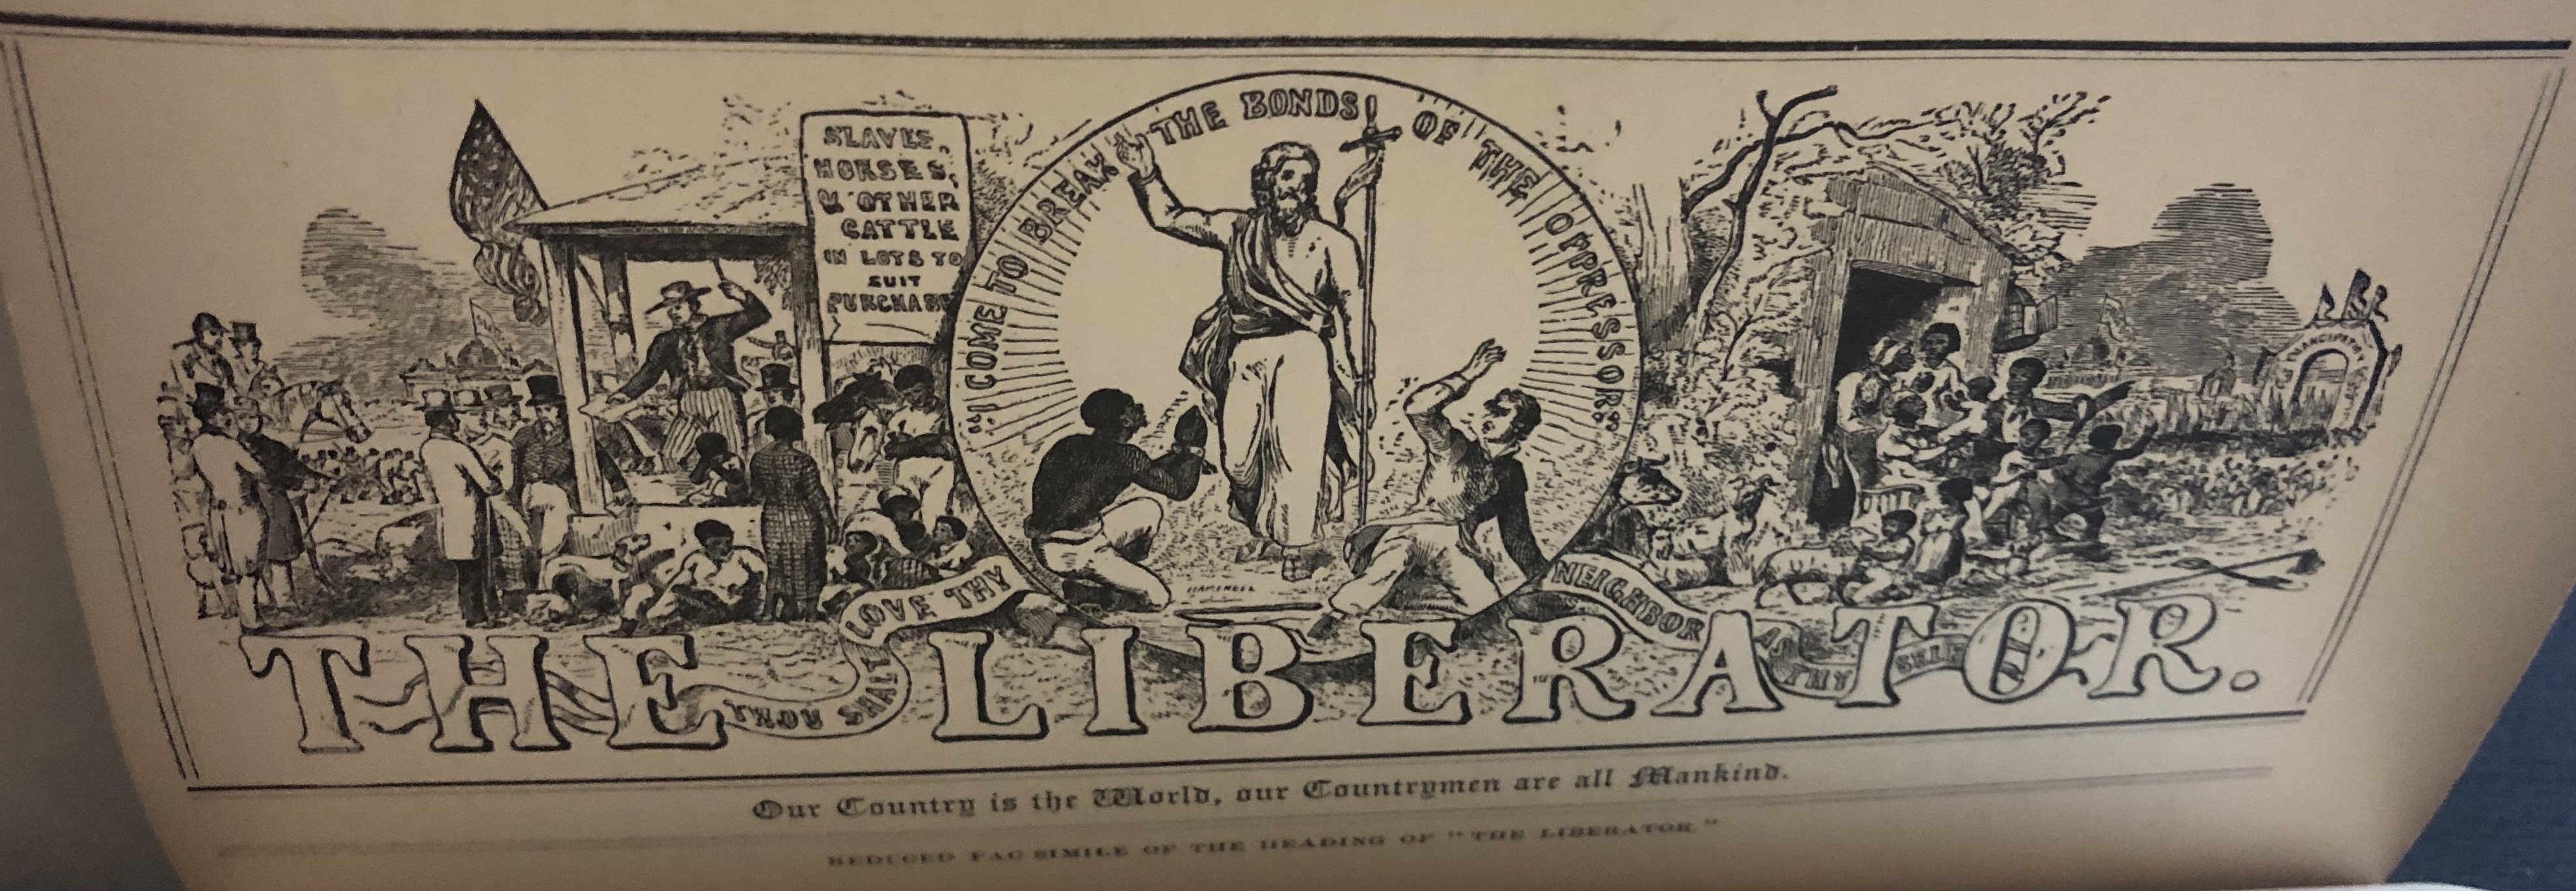 SLAVES,
HORSES,
& OTHER
CATTLE
IN LOTS TO
SUIT
PURCHASE
"I COME TO BREAK THE BONDS OF THE OPPRESSOR."
EMANCIPATION
THOU SHALT LOVE THY NEIGHBOR AS THY SELF
THE LIBERATOR.
Our Country is the World, our Countrymen are all Mankind.
REDUCED FAC-SIMILE OF THE HEADING OF "THE LIBERATOR."